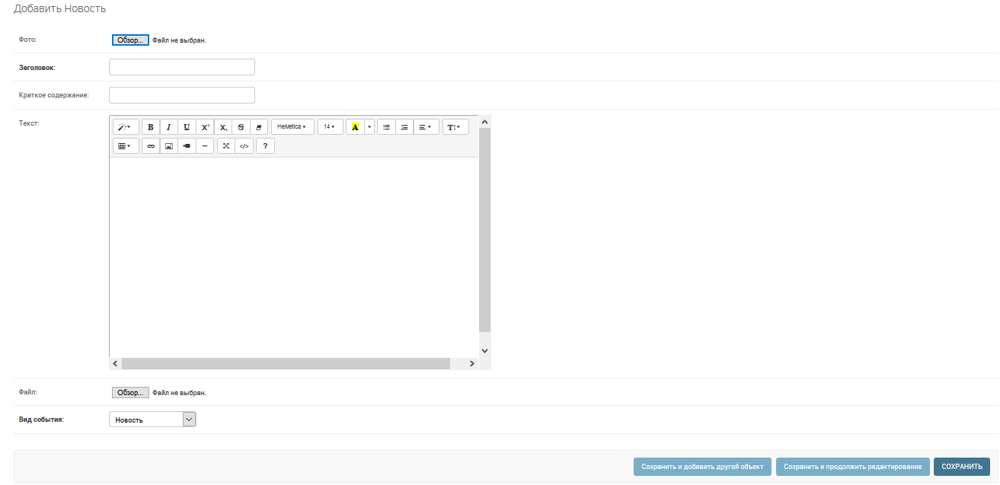 Добавить Новость
Фото: Обзор... Файл не выбран.
Заголовок:
Краткое содержание:
Текст:
B I U X² X₂ S Helvetica 14 A T
</> ?
Файл: Обзор... Файл не выбран.
Вид события: Новость
Сохранить и добавить другой объект Сохранить и продолжить редактирование СОХРАНИТЬ